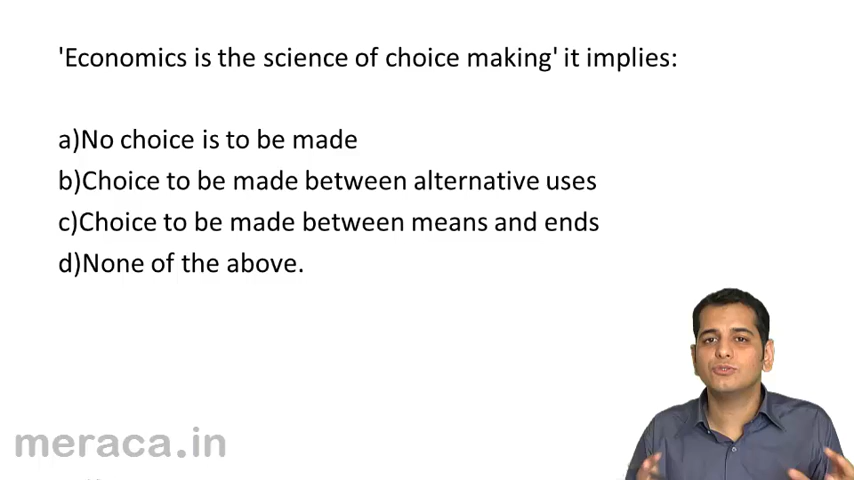 'Economics is the science of choice making' it implies:
a)No choice is to be made
b)Choice to be made between alternative uses
c)Choice to be made between means and ends
d)None of the above.
meraca.in